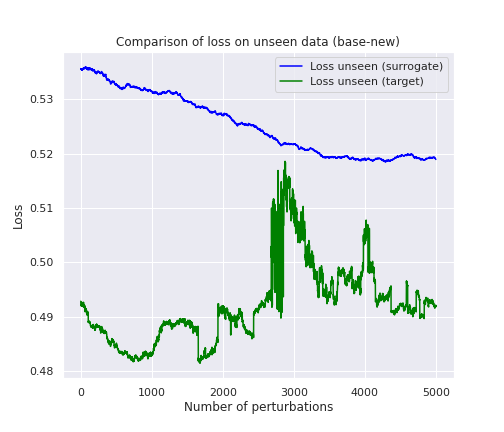 Comparison of loss on unseen data (base-new)
Loss unseen (surrogate)
Loss unseen (target)
Loss
0.53
0.52
0.51
0.50
0.49
0.48
0 1000 2000 3000 4000 5000
Number of perturbations